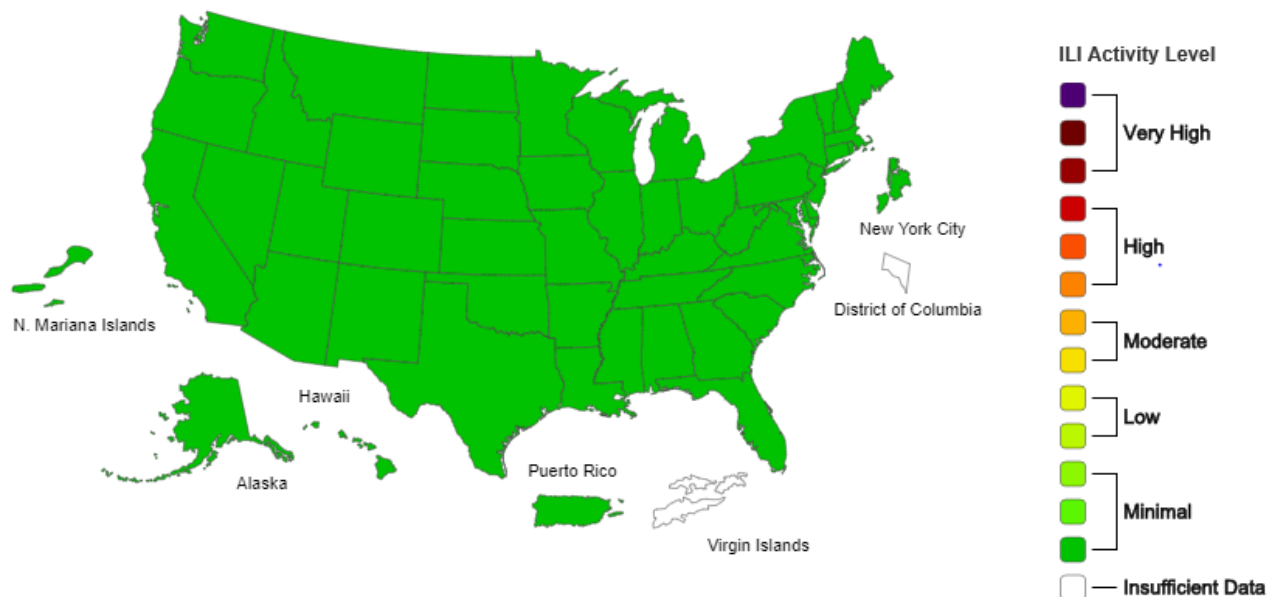 ILI Activity Level
Very High
High
Moderate
Low
Minimal
Insufficient Data
New York City
District of Columbia
N. Mariana Islands
Hawaii
Alaska
Puerto Rico
Virgin Islands